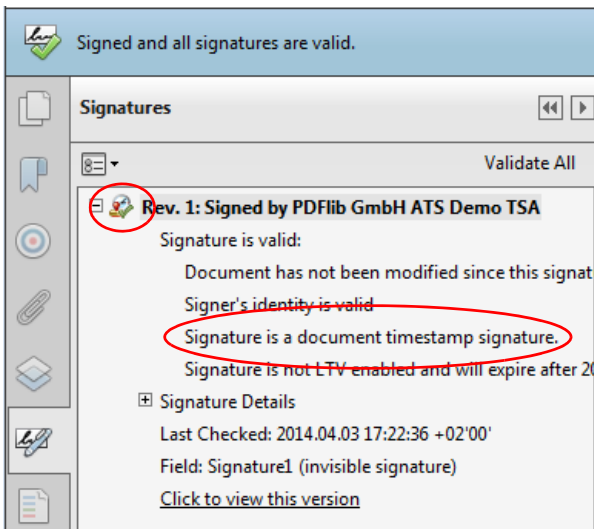 Signed and all signatures are valid.
Signatures
Validate All
Rev. 1: Signed by PDFlib GmbH ATS Demo TSA
Signature is valid:
Document has not been modified since this signat
Signer's identity is valid
Signature is a document timestamp signature.
Signature is not LTV enabled and will expire after 20
Signature Details
Last Checked: 2014.04.03 17:22:36 +02'00'
Field: Signature1 (invisible signature)
Click to view this version